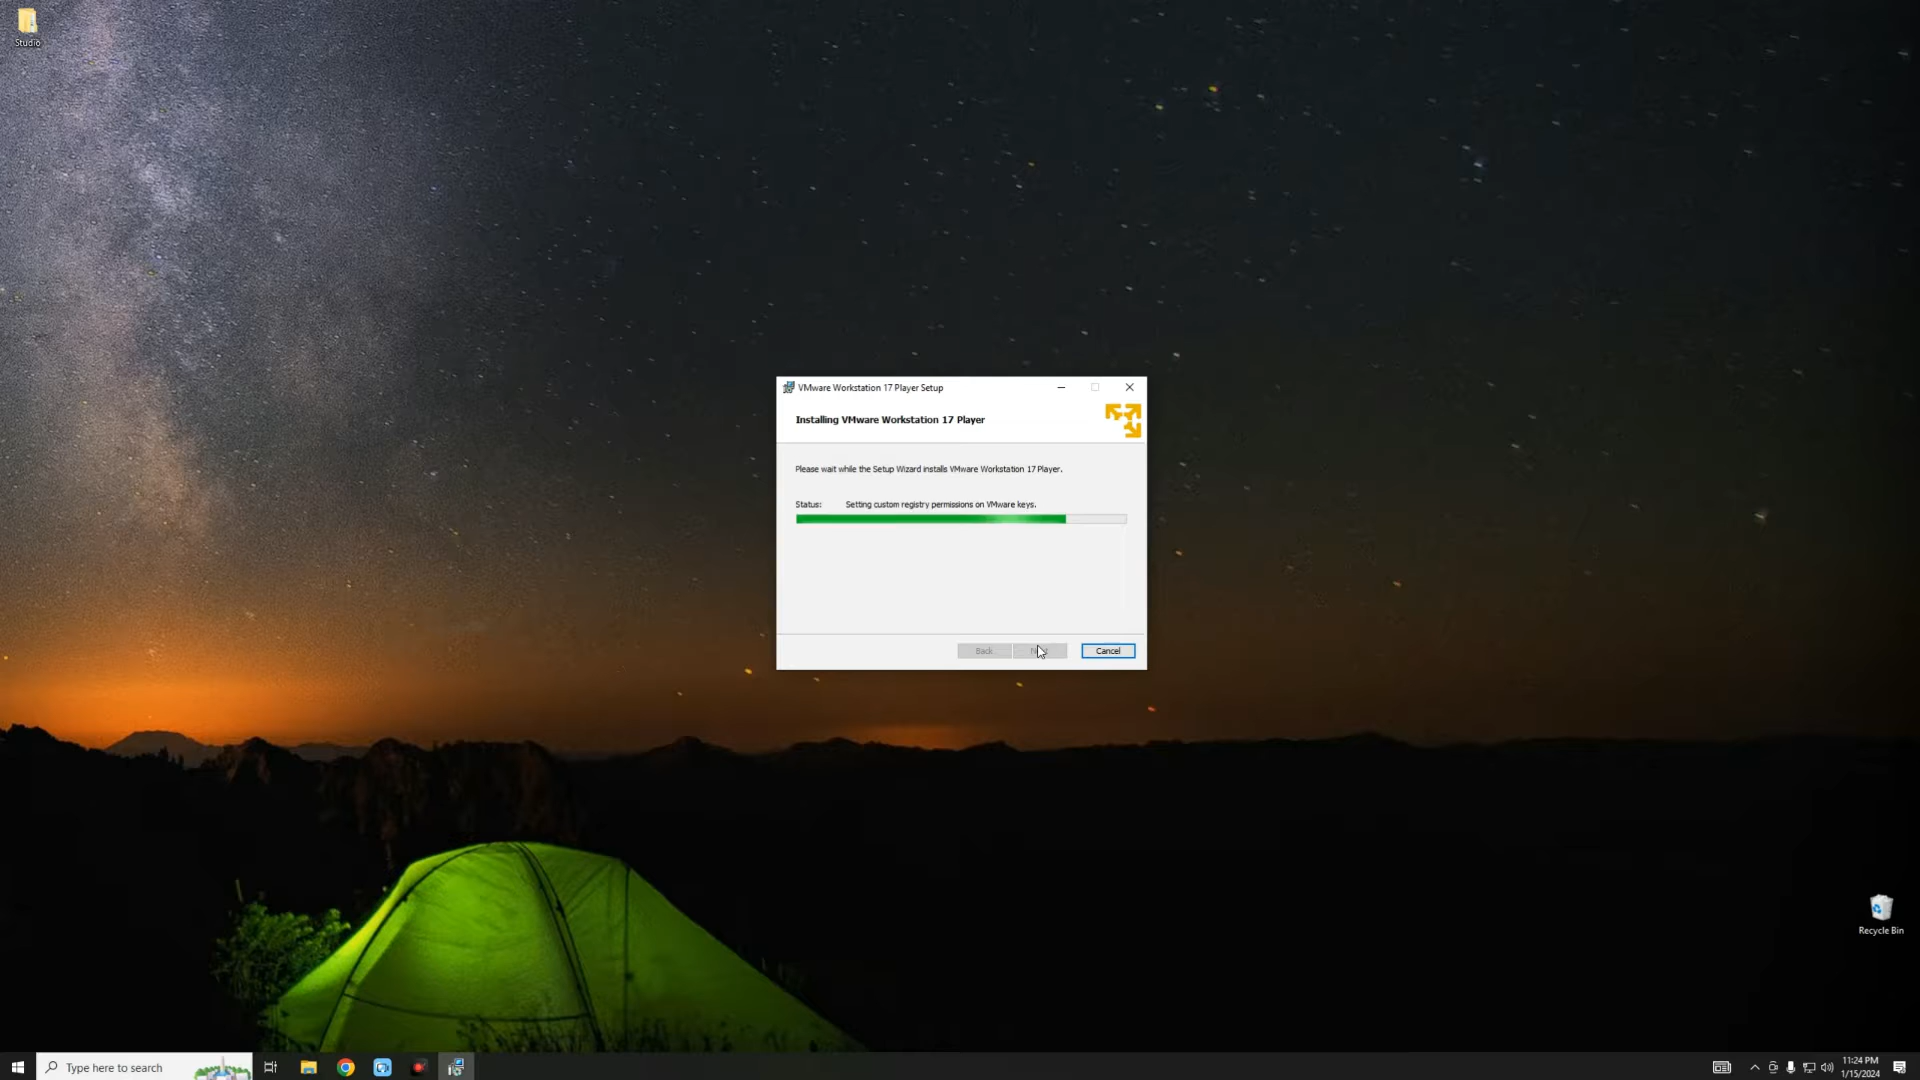 Studio
VMware Workstation 17 Player Setup
Installing VMware Workstation 17 Player
Please wait while the Setup Wizard installs VMware Workstation 17 Player.
Status: Setting custom registry permissions on VMware keys.
Back
Cancel
Recycle Bin
Type here to search
11:24 PM
1/15/2024